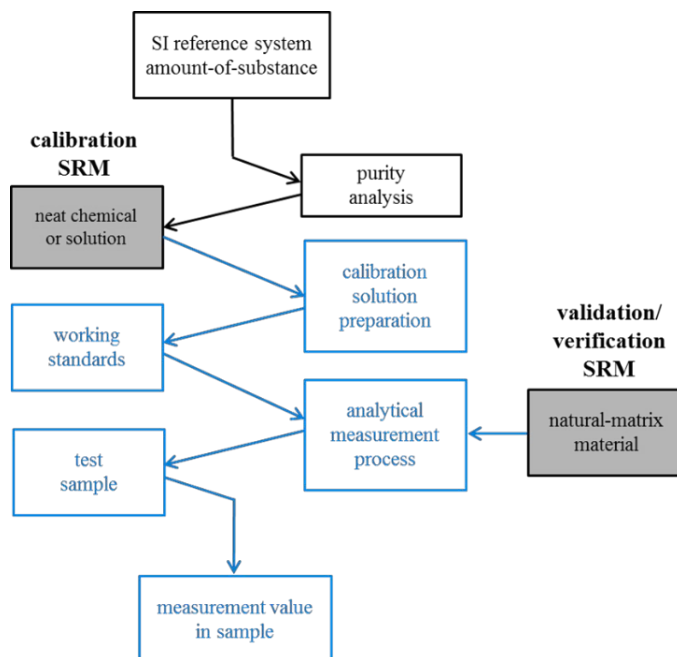 SI reference system
amount-of-substance
calibration
SRM
purity
analysis
neat chemical
or solution
calibration
solution
preparation
validation/
verification
SRM
working
standards
analytical
measurement
process
natural-matrix
material
test
sample
measurement value
in sample